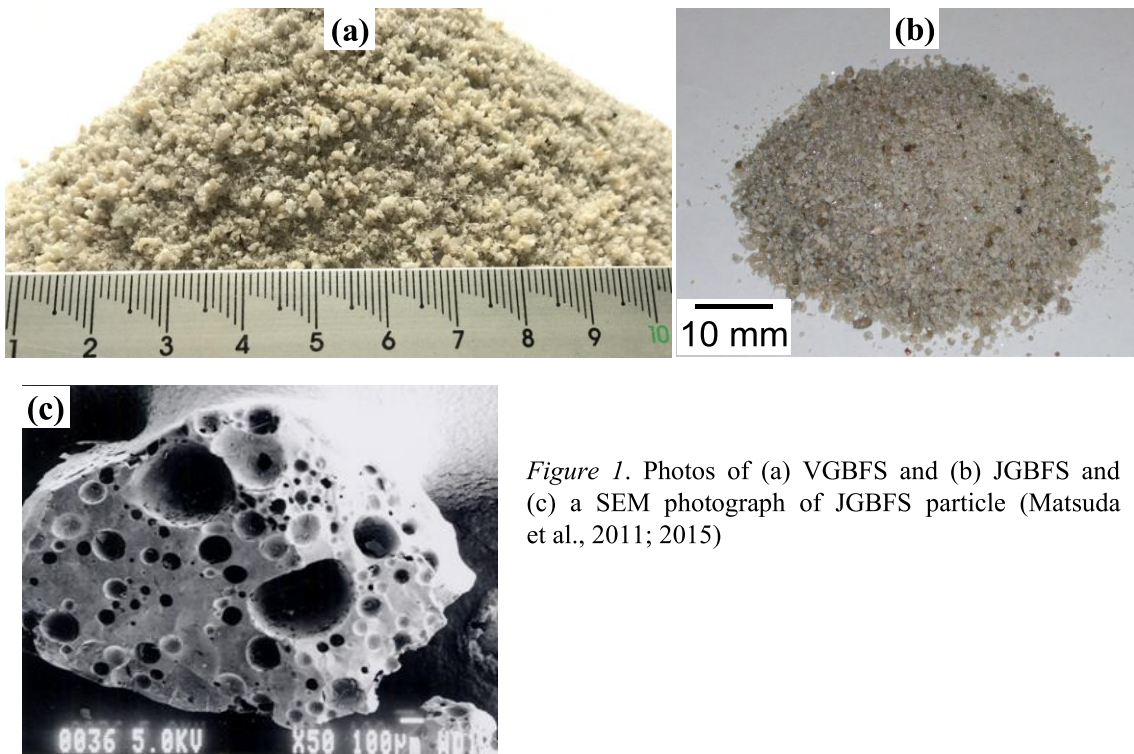 (a)
(b)
1 2 3 4 5 6 7 8 9 10
10 mm
(c)
Figure 1. Photos of (a) VGBFS and (b) JGBFS and
(c) a SEM photograph of JGBFS particle (Matsuda
et al., 2011; 2015)
0036 5.0KV X50 100µm